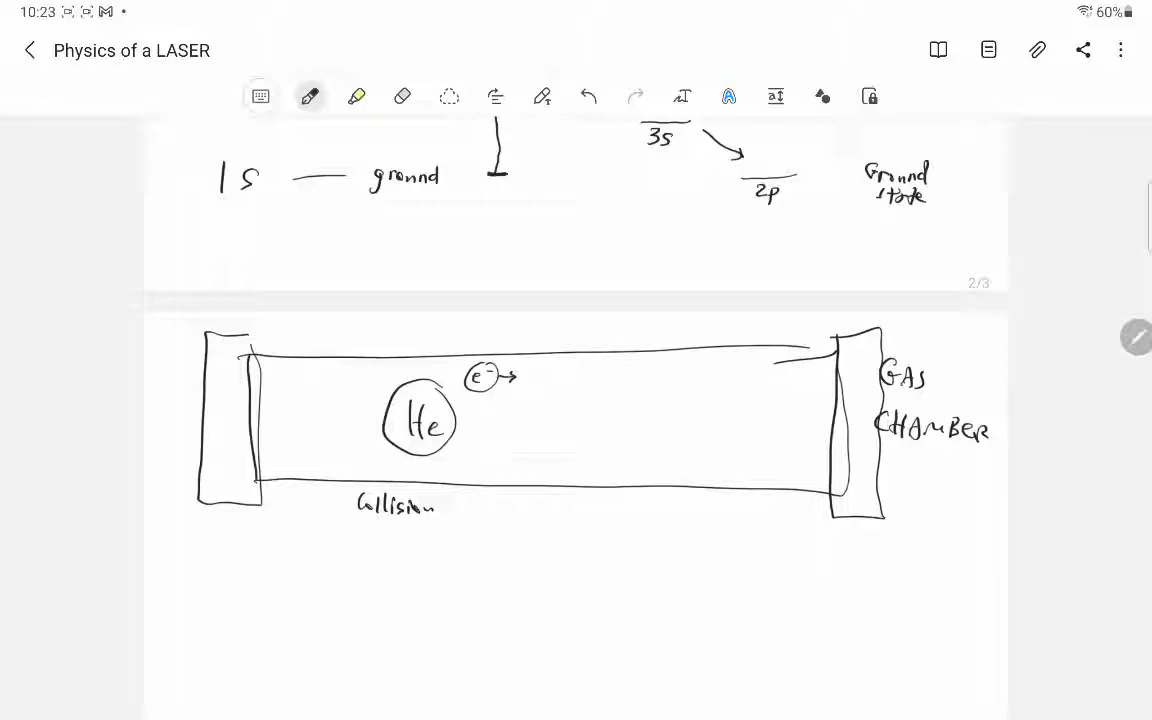 10:23
60%
Physics of a LASER
3s
1s ground
2p
Ground
state
2/3
e⁻
He
GAS
CHAMBER
Collision